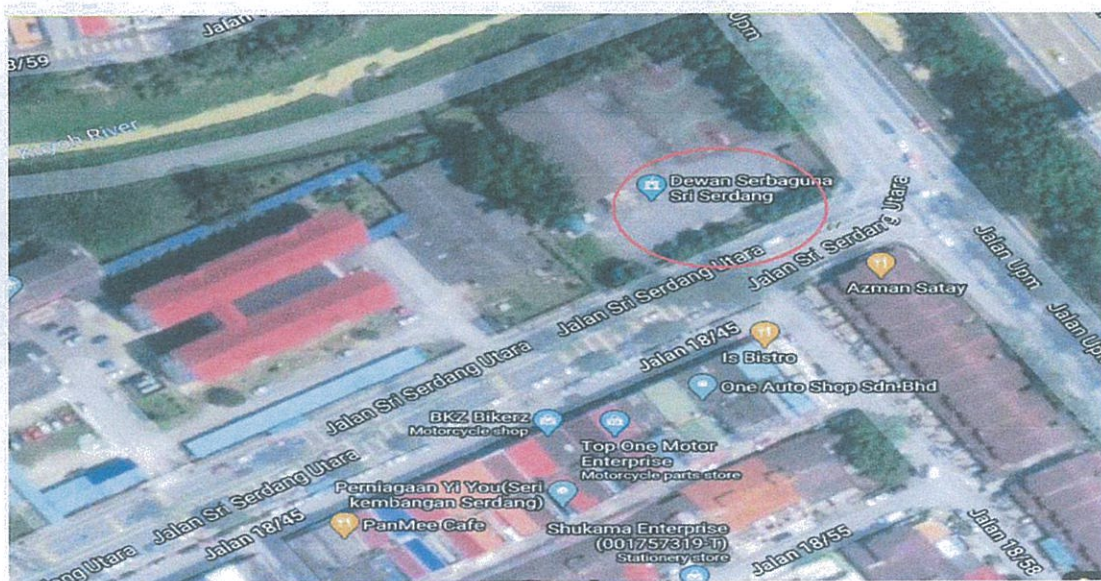 Jalan
Upm
8/59
River
Dewan Serbaguna
Sri Serdang
Jalan Sri Serdang Utara
Jalan Sri Serdang Utara
Jalan Upm
Azman Satay
Jalan Upm
Jalan 18/45
Is Bistro
Jalan Sri Serdang Utara
One Auto Shop Sdn Bhd
BKZ Bikerz
Motorcycle shop
Top One Motor
Enterprise
Motorcycle parts store
Jalan Sri Serdang Utara
Perniagaan Yi You(Seri
kembangan Serdang)
Jalan 18/45
PanMee Cafe
Shukama Enterprise
(001757319-T)
Stationery store
Jalan 18/55
Jalan 18/58
dang Utara